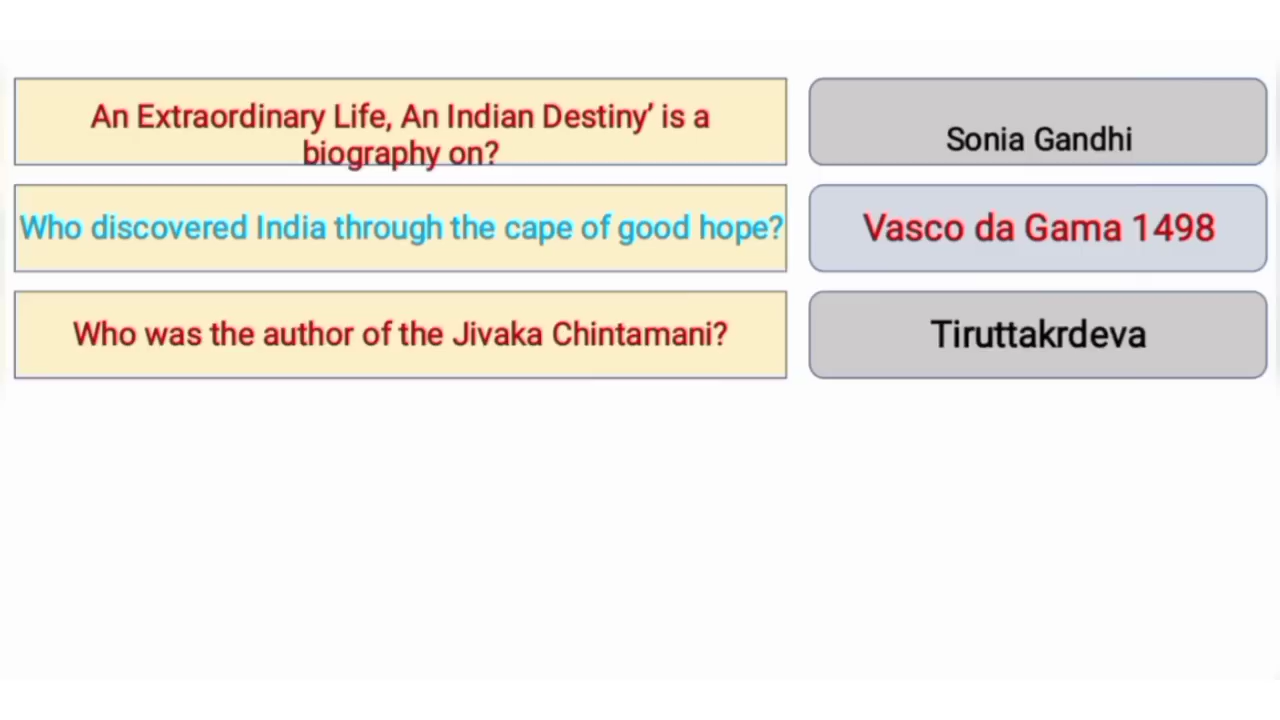 An Extraordinary Life, An Indian Destiny’ is a
biography on?
Sonia Gandhi
Who discovered India through the cape of good hope?
Vasco da Gama 1498
Who was the author of the Jivaka Chintamani?
Tiruttakrdeva